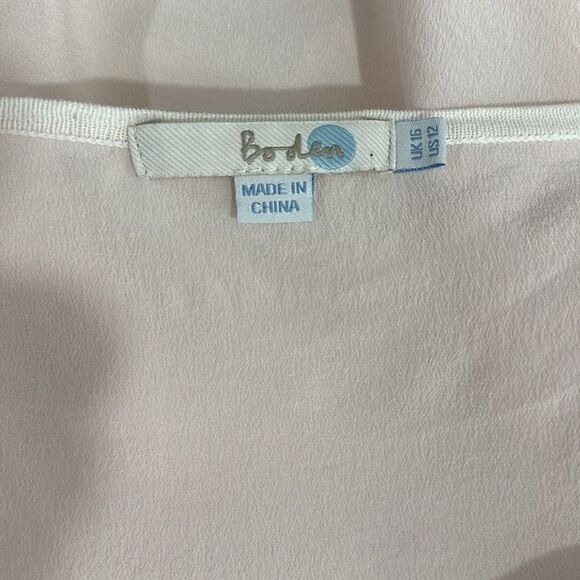 Boden
UK 16
US 12
MADE IN
CHINA